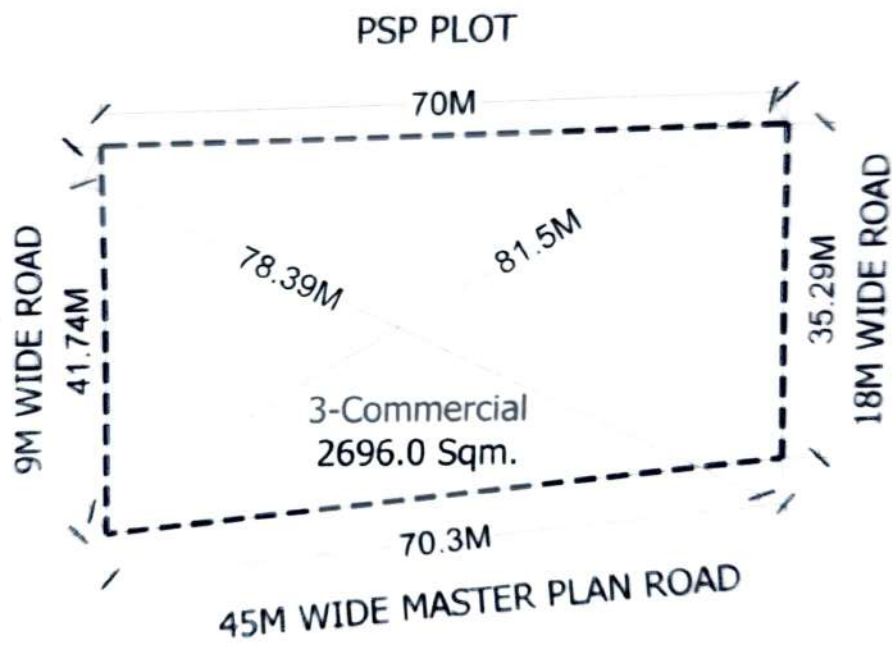 PSP PLOT
70M
9M WIDE ROAD
41.74M
78.39M
81.5M
35.29M
18M WIDE ROAD
3-Commercial
2696.0 Sqm.
70.3M
45M WIDE MASTER PLAN ROAD